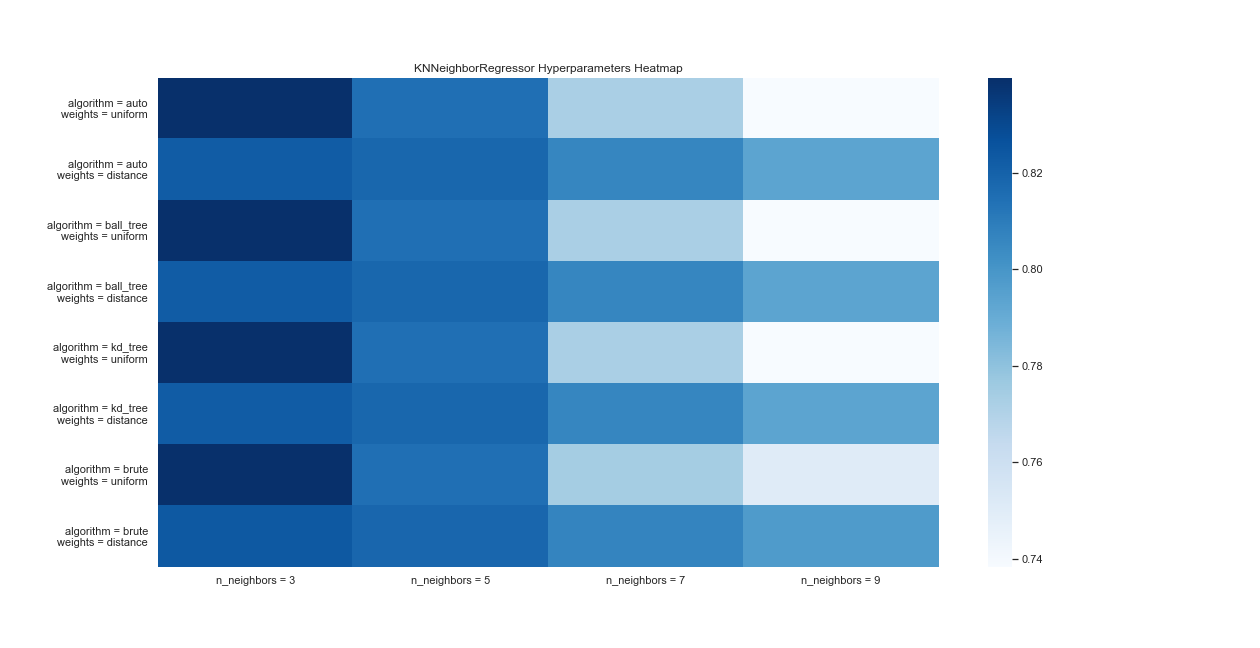 KNNeighborRegressor Hyperparameters Heatmap
algorithm = auto
weights = uniform
algorithm = auto
weights = distance
algorithm = ball_tree
weights = uniform
algorithm = ball_tree
weights = distance
algorithm = kd_tree
weights = uniform
algorithm = kd_tree
weights = distance
algorithm = brute
weights = uniform
algorithm = brute
weights = distance
n_neighbors = 3
n_neighbors = 5
n_neighbors = 7
n_neighbors = 9
0.82
0.80
0.78
0.76
0.74